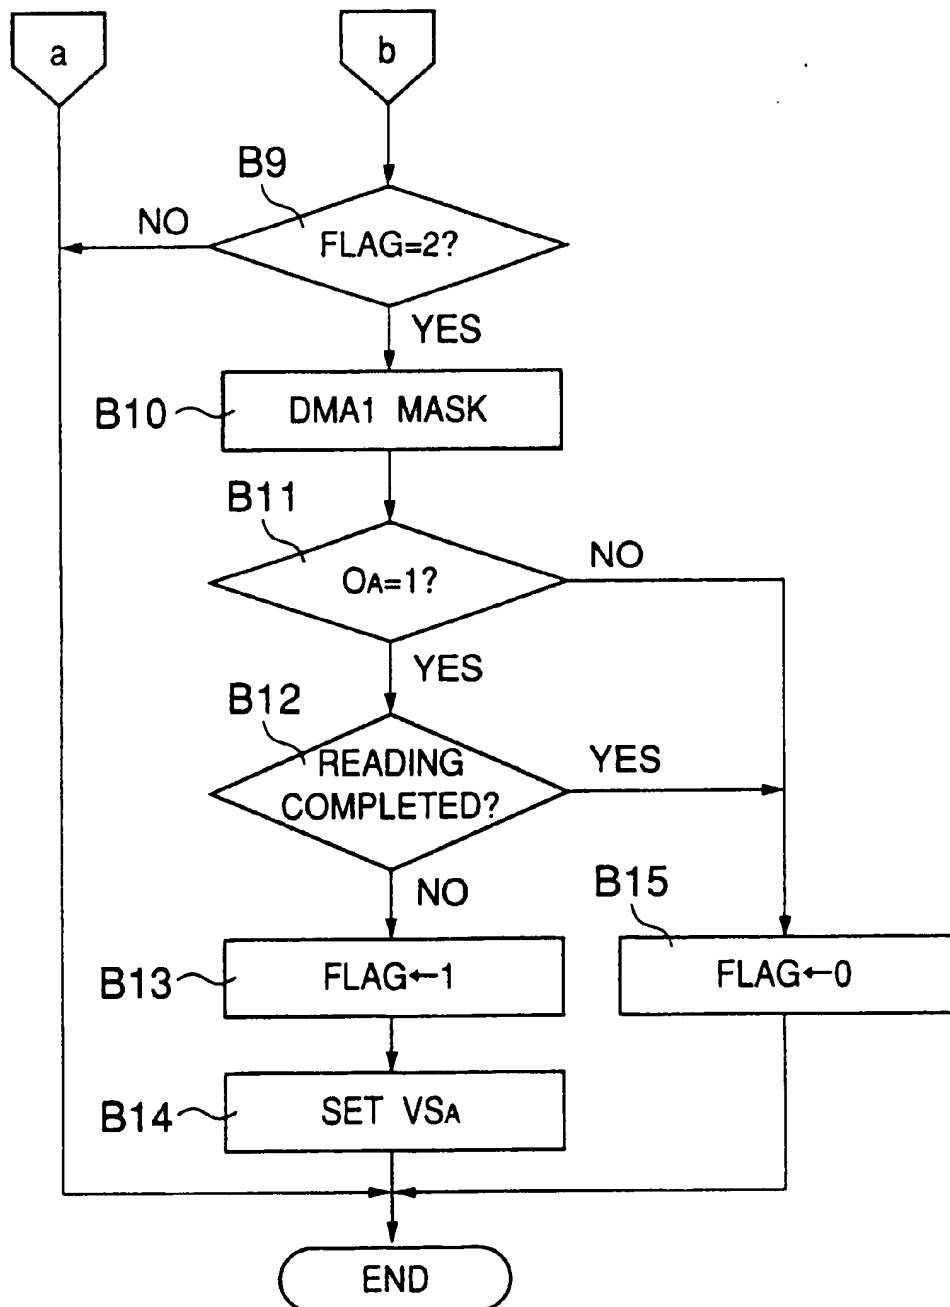 a
b
B9
NO
FLAG=2?
YES
B10
DMA1 MASK
B11
NO
OA=1?
YES
B12
READING
COMPLETED?
YES
NO
B15
B13
FLAG←1
FLAG←0
B14
SET VSA
END